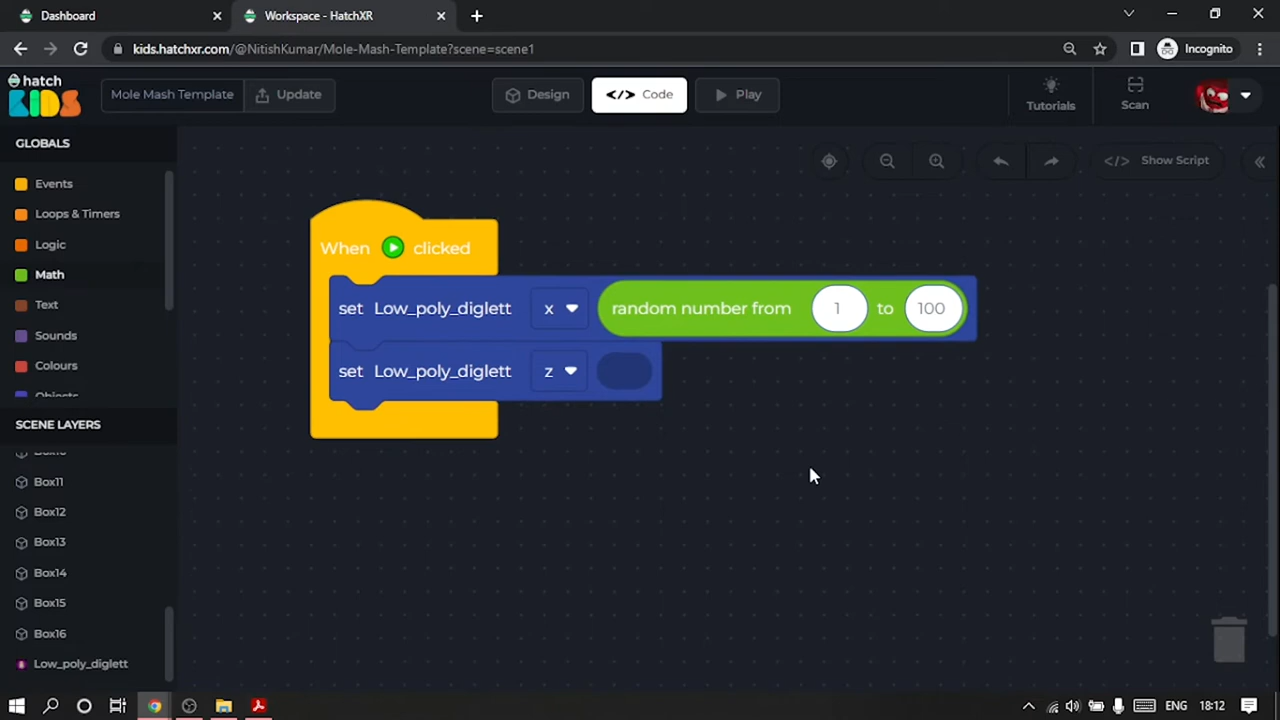 Dashboard
Workspace - HatchXR
kids.hatchxr.com/@NitishKumar/Mole-Mash-Template?scene=scene1
Incognito
hatch
KIDS
Mole Mash Template
Update
Design
</> Code
Play
Tutorials
Scan
GLOBALS
Events
Loops & Timers
Logic
Math
Text
Sounds
Colours
Objects
SCENE LAYERS
Box10
Box11
Box12
Box13
Box14
Box15
Box16
Low_poly_diglett
</> Show Script
When clicked
set Low_poly_diglett x random number from 1 to 100
set Low_poly_diglett z
ENG
18:12